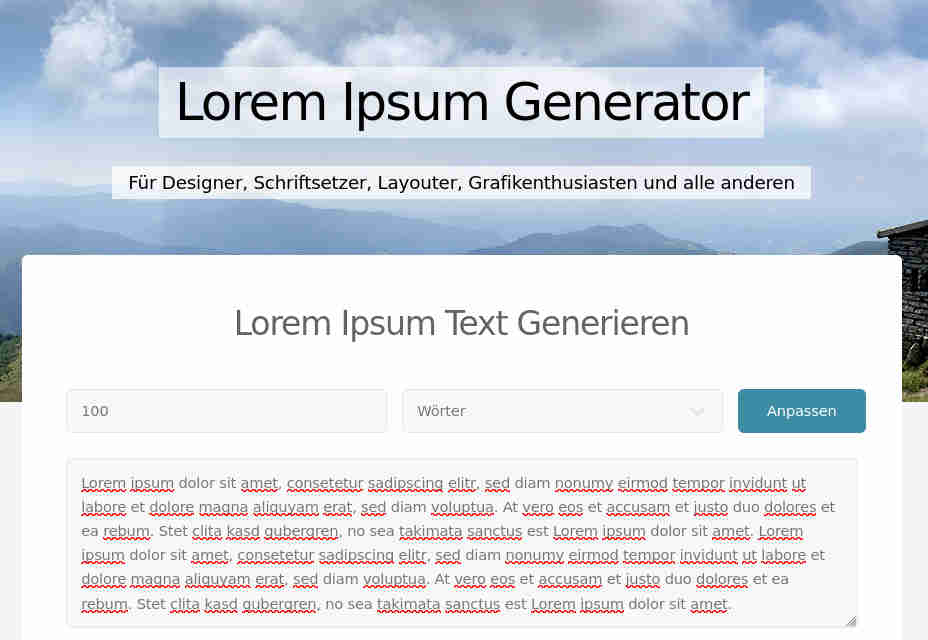 Lorem Ipsum Generator
Für Designer, Schriftsetzer, Layouter, Grafikenthusiasten und alle anderen
Lorem Ipsum Text Generieren
100
Wörter
Anpassen
Lorem ipsum dolor sit amet, consetetur sadipscing elitr, sed diam nonumy eirmod tempor invidunt ut
labore et dolore magna aliquyam erat, sed diam voluptua. At vero eos et accusam et justo duo dolores et
ea rebum. Stet clita kasd gubergren, no sea takimata sanctus est Lorem ipsum dolor sit amet. Lorem
ipsum dolor sit amet, consetetur sadipscing elitr, sed diam nonumy eirmod tempor invidunt ut labore et
dolore magna aliquyam erat, sed diam voluptua. At vero eos et accusam et justo duo dolores et ea
rebum. Stet clita kasd gubergren, no sea takimata sanctus est Lorem ipsum dolor sit amet.